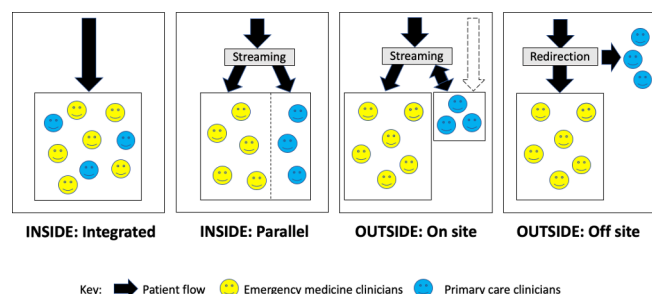 Streaming
Streaming
Redirection
INSIDE: Integrated
INSIDE: Parallel
OUTSIDE: On site
OUTSIDE: Off site
Key: Patient flow Emergency medicine clinicians Primary care clinicians